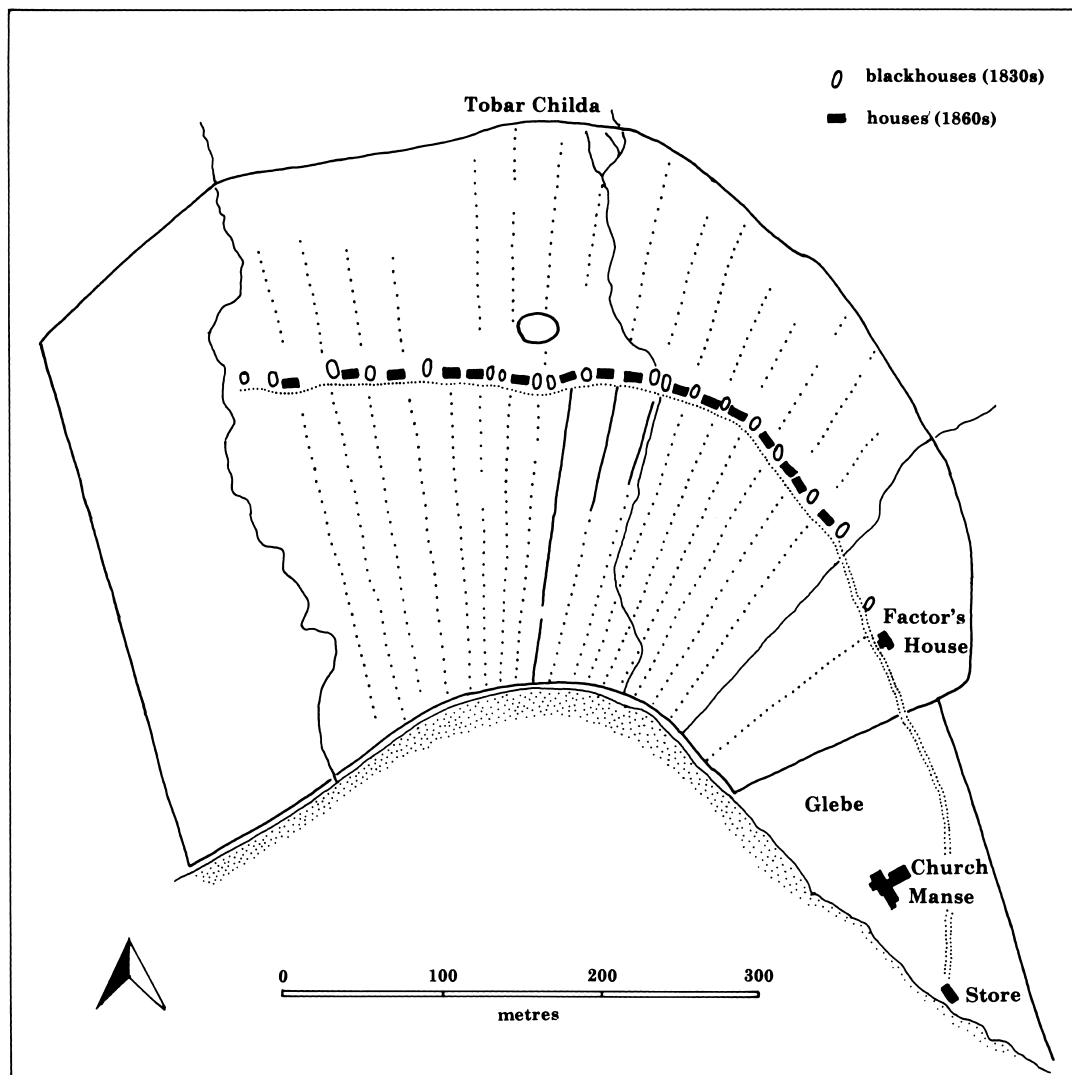 blackhouses (1830s)
houses (1860s)
Tobar Childa
Factor's
House
Glebe
Church
Manse
Store
0 100 200 300
metres